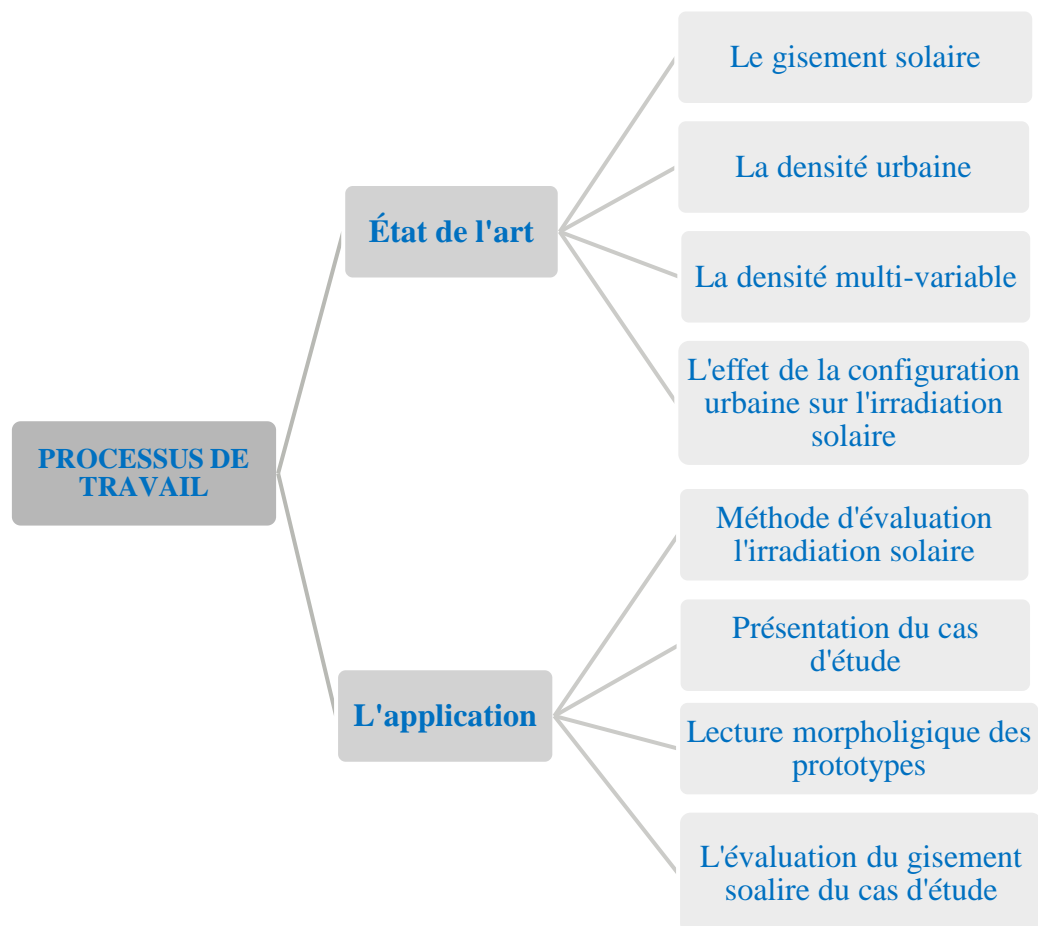 PROCESSUS DE
TRAVAIL
État de l'art
Le gisement solaire
La densité urbaine
La densité multi-variable
L'effet de la configuration
urbaine sur l'irradiation
solaire
L'application
Méthode d'évaluation
l'irradiation solaire
Présentation du cas
d'étude
Lecture morpholigique des
prototypes
L'évaluation du gisement
soalire du cas d'étude